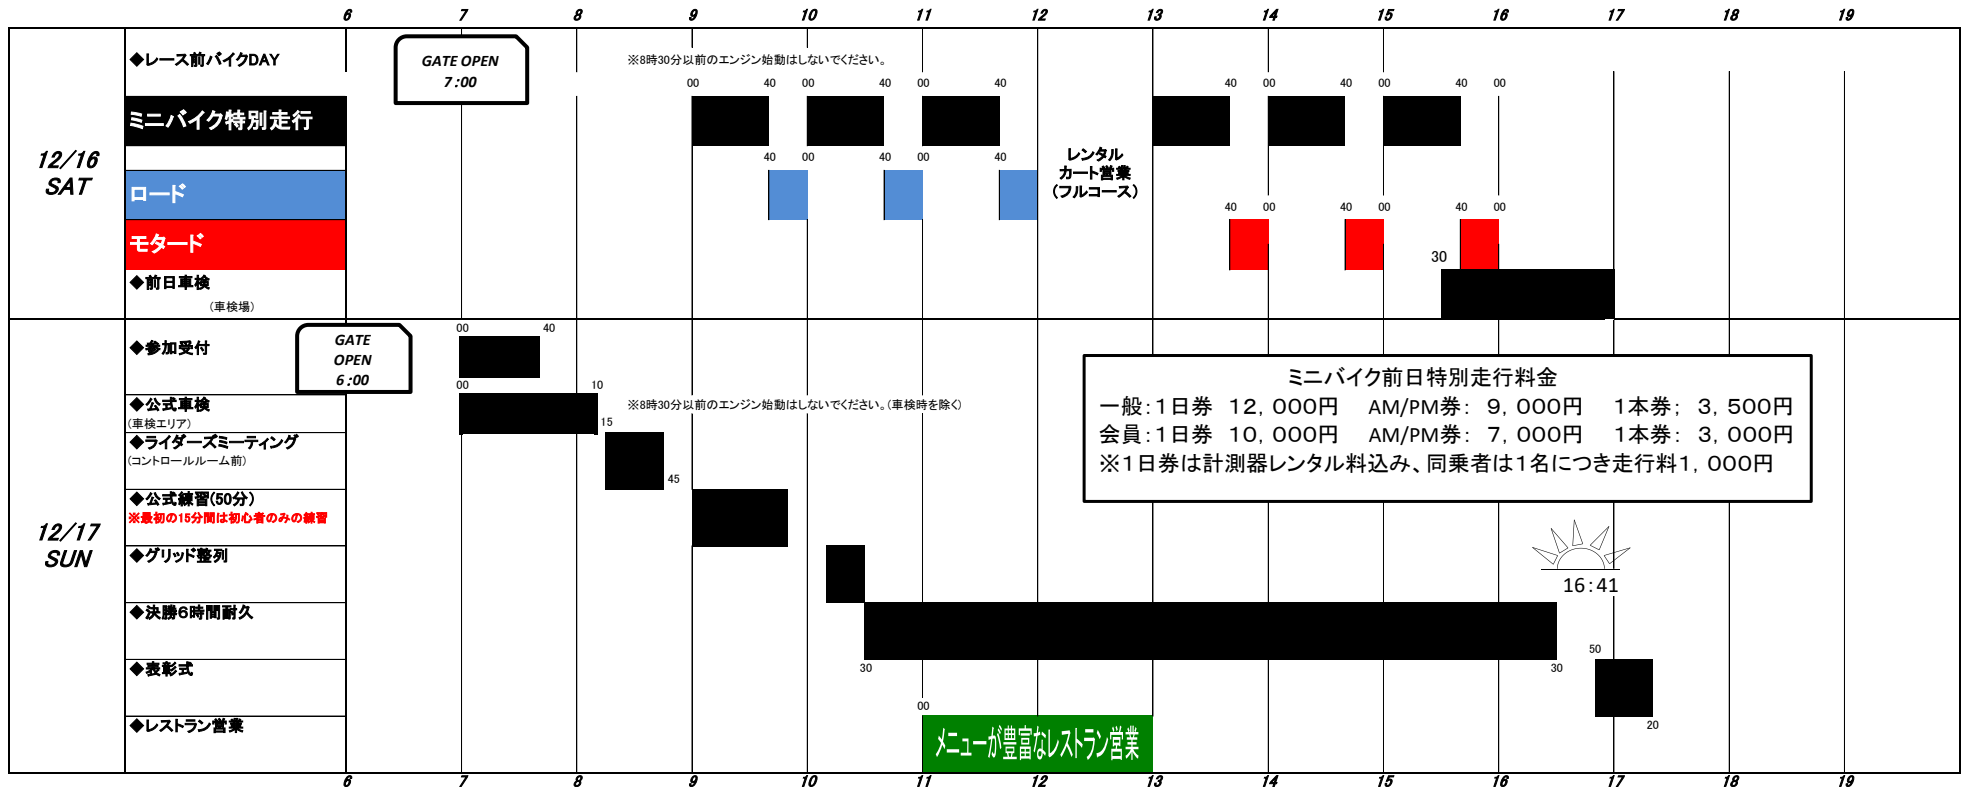 6 7 8 9 10 11 12 13 14 15 16 17 18 19
◆レース前バイクDAY
GATE OPEN
7:00
※8時30分以前のエンジン始動はしないでください。
00 40 00 40 00 40 40 00 40 00 40 00
ミニバイク特別走行
12/16
SAT
40 00 40 00 40
レンタル
カート営業
(フルコース)
ロード
40 00 40 00 40 00
モタード
30
◆前日車検
(車検場)
GATE
OPEN
6:00
00 40
◆参加受付
00 10
◆公式車検
(車検エリア)
※8時30分以前のエンジン始動はしないでください。(車検時を除く)
15
◆ライダーズミーティング
(コントロールルーム前)
45
ミニバイク前日特別走行料金
一般:1日券 12,000円 AM/PM券: 9,000円 1本券; 3,500円
会員:1日券 10,000円 AM/PM券: 7,000円 1本券: 3,000円
※1日券は計測器レンタル料込み、同乗者は1名につき走行料1,000円
◆公式練習(50分)
※最初の15分間は初心者のみの練習
12/17
SUN
◆グリッド整列
16:41
◆決勝6時間耐久
30 30
50
◆表彰式
20
00
◆レストラン営業
メニューが豊富なレストラン営業
6 7 8 9 10 11 12 13 14 15 16 17 18 19